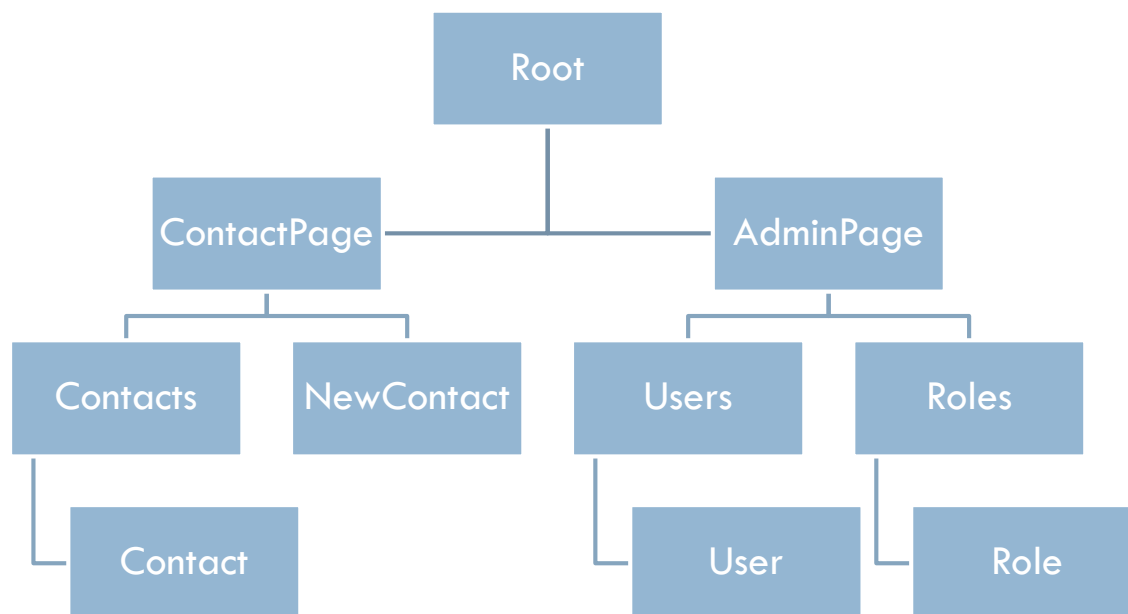 Root
ContactPage
AdminPage
Contacts
NewContact
Users
Roles
Contact
User
Role